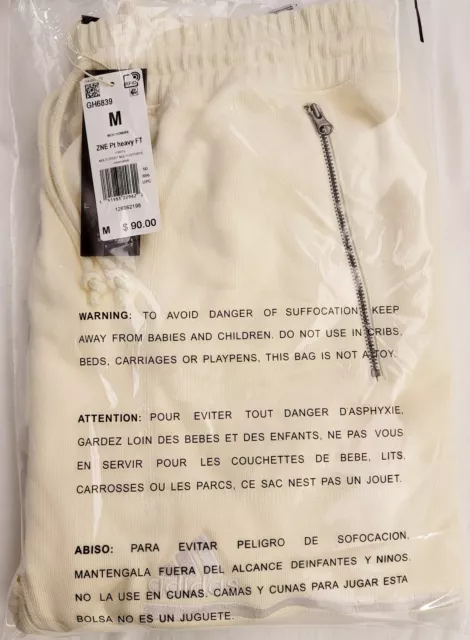 GH6839
M
ZNE Pt heavy FT
M $ 90.00
WARNING: TO AVOID DANGER OF SUFFOCATION, KEEP
AWAY FROM BABIES AND CHILDREN. DO NOT USE IN CRIBS,
BEDS, CARRIAGES OR PLAYPENS, THIS BAG IS NOT A TOY.
ATTENTION: POUR EVITER TOUT DANGER D'ASPHYXIE,
GARDEZ LOIN DES BEBES ET DES ENFANTS, NE PAS VOUS
EN SERVIR POUR LES COUCHETTES DE BEBE, LITS,
CARROSSES OU LES PARCS, CE SAC NEST PAS UN JOUET.
ABISO: PARA EVITAR PELIGRO DE SOFOCACION,
MANTENGALA FUERA DEL ALCANCE DEINFANTES Y NINOS.
NO LA USE EN CUNAS, CAMAS Y CUNAS PARA JUGAR ESTA
adidas
BOLSA NO ES UN JUGUETE.